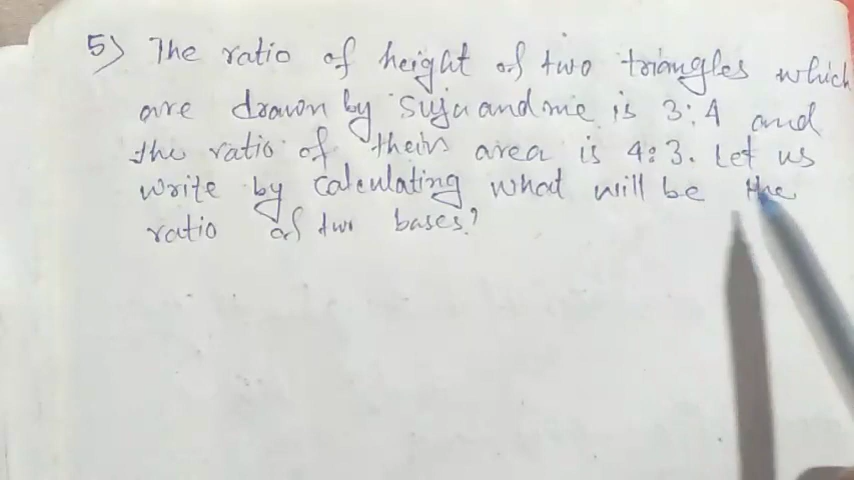 5) The ratio of height of two triangles which
are drawn by Suja and me is 3:4 and
the ratio of their area is 4:3. Let us
write by calculating what will be the
ratio of two bases?